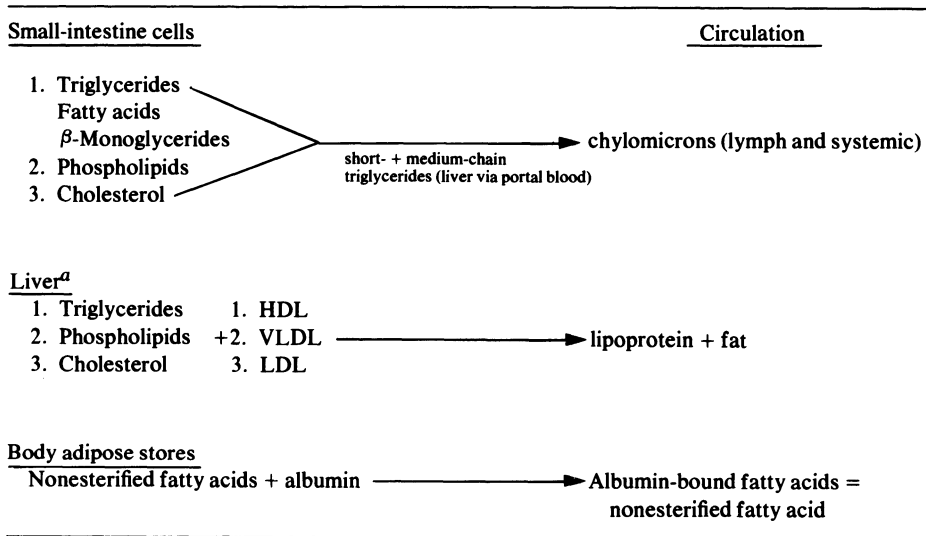 Small-intestine cells Circulation
1. Triglycerides
Fatty acids
β-Monoglycerides
chylomicrons (lymph and systemic)
short- + medium-chain
triglycerides (liver via portal blood)
2. Phospholipids
3. Cholesterol
Liverᵃ
1. Triglycerides 1. HDL
2. Phospholipids +2. VLDL lipoprotein + fat
3. Cholesterol 3. LDL
Body adipose stores
Nonesterified fatty acids + albumin Albumin-bound fatty acids =
nonesterified fatty acid